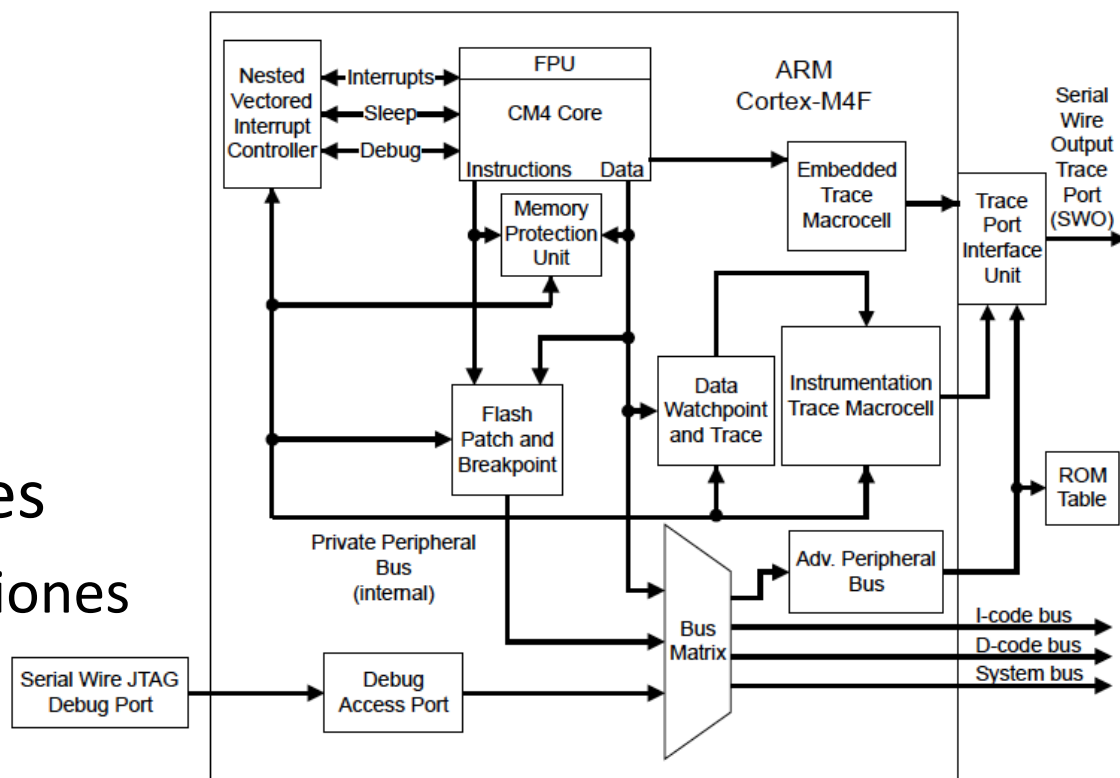 FPU
ARM
Cortex-M4F
Nested
Vectored
Interrupt
Controller
Interrupts
Sleep
Debug
CM4 Core
Instructions Data
Serial
Wire
Output
Trace
Port
(SWO)
Embedded
Trace
Macrocell
Trace
Port
Interface
Unit
Memory
Protection
Unit
Data
Watchpoint
and Trace
Instrumentation
Trace Macrocell
Flash
Patch and
Breakpoint
ROM
Table
es
iones
Private Peripheral
Bus
(internal)
Adv. Peripheral
Bus
Bus
Matrix
I-code bus
D-code bus
System bus
Serial Wire JTAG
Debug Port
Debug
Access Port